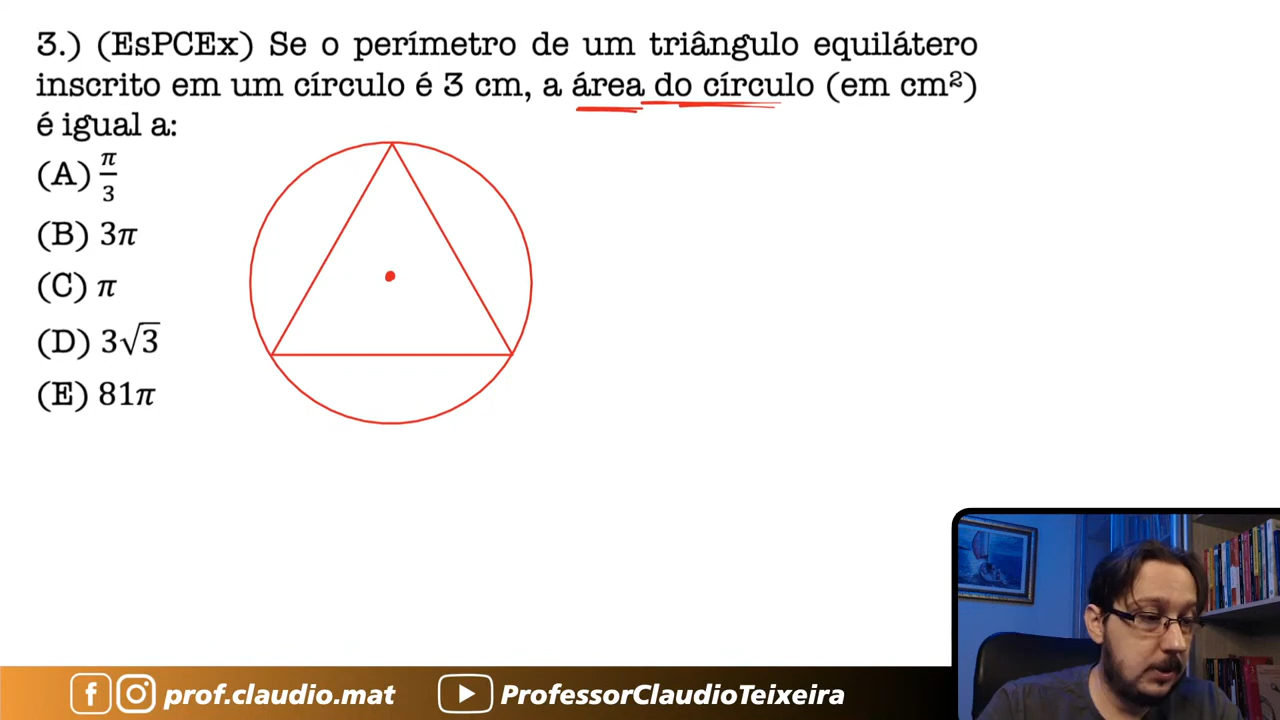 3.) (EsPCEx) Se o perímetro de um triângulo equilátero
inscrito em um círculo é 3 cm, a área do círculo (em cm²)
é igual a:
(A) π/3
(B) 3π
(C) π
(D) 3√3
(E) 81π
prof.claudio.mat
ProfessorClaudioTeixeira